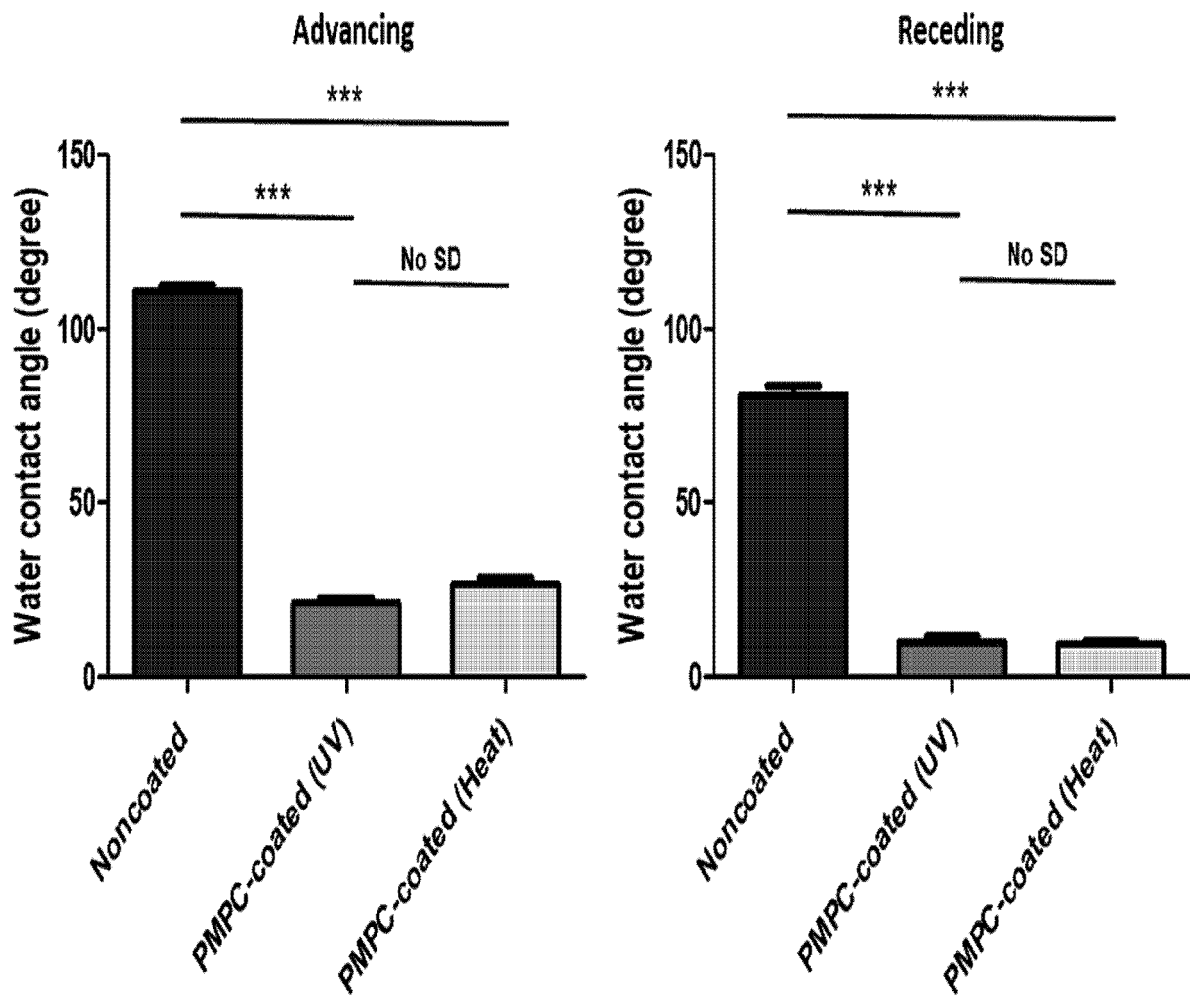 Advancing
***
***
No SD
150
100
50
0
Water contact angle (degree)
Noncoated
PMPC-coated (UV)
PMPC-coated (Heat)
Receding
***
***
No SD
150
100
50
0
Water contact angle (degree)
Noncoated
PMPC-coated (UV)
PMPC-coated (Heat)